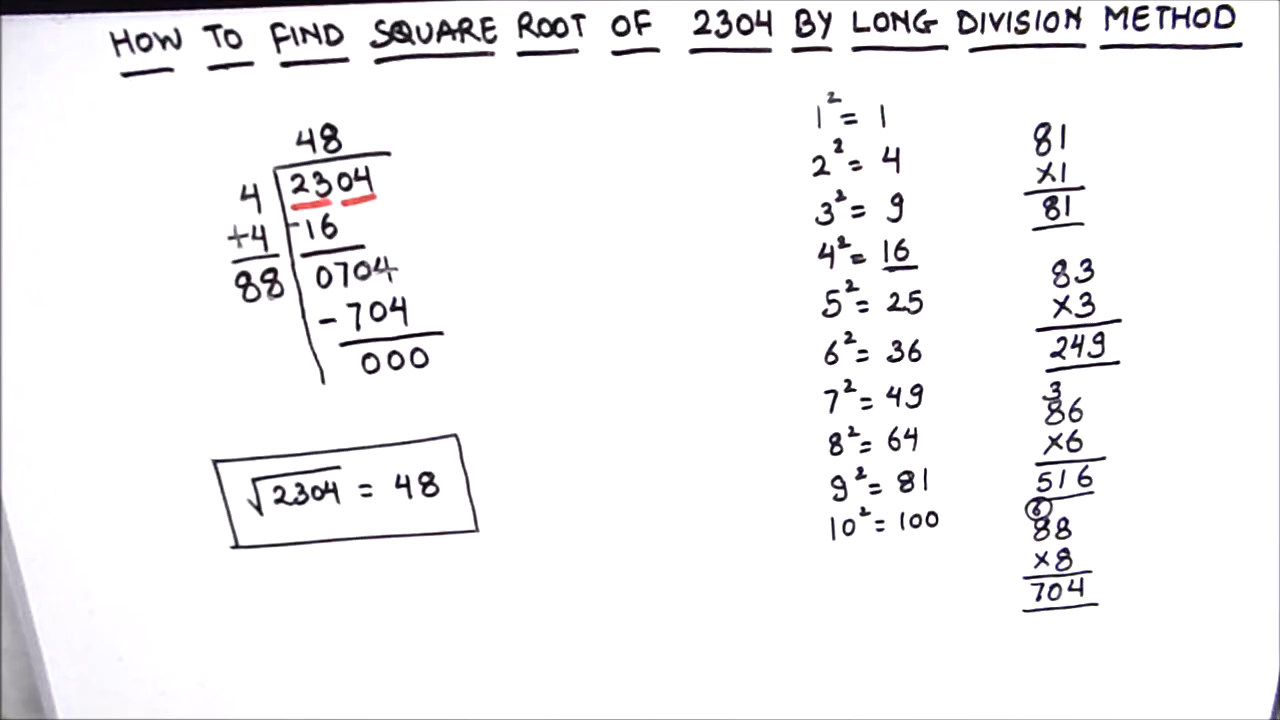 HOW TO FIND SQUARE ROOT OF 2304 BY LONG DIVISION METHOD
48
4 2304
+4 -16
88 0704
-704
000
√2304 = 48
1² = 1
2² = 4
3² = 9
4² = 16
5² = 25
6² = 36
7² = 49
8² = 64
9² = 81
10² = 100
81
×1
81
83
×3
249
3
86
×6
516
6
88
×8
704